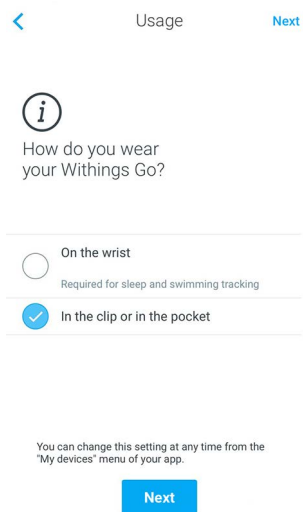 Usage
Next
i
How do you wear
your Withings Go?
On the wrist
Required for sleep and swimming tracking
In the clip or in the pocket
You can change this setting at any time from the
"My devices" menu of your app.
Next